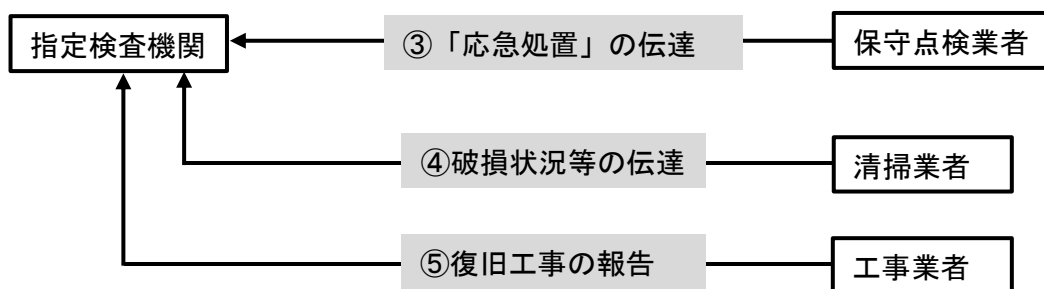 指定検査機関
③「応急処置」の伝達
保守点検業者
④破損状況等の伝達
清掃業者
⑤復旧工事の報告
工事業者